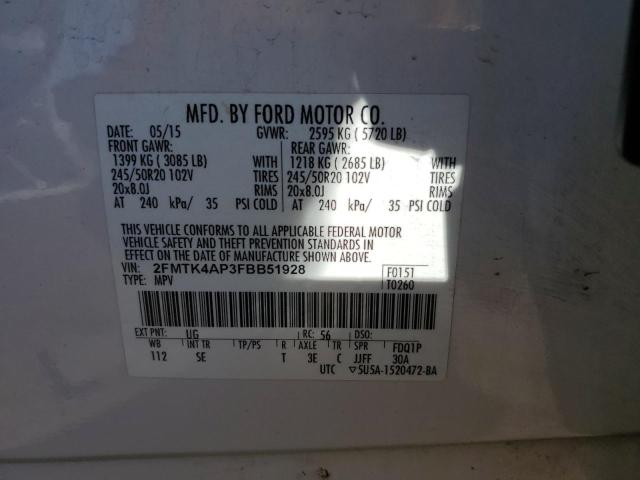 MFD. BY FORD MOTOR CO.
DATE: 05/15 GVWR: 2595 KG ( 5720 LB)
FRONT GAWR: REAR GAWR:
1399 KG ( 3085 LB) WITH 1218 KG ( 2685 LB) WITH
245/50R20 102V TIRES 245/50R20 102V TIRES
20x8.0J RIMS 20x8.0J RIMS
AT 240 kPa/ 35 PSI COLD AT 240 kPa/ 35 PSI COLD
THIS VEHICLE CONFORMS TO ALL APPLICABLE FEDERAL MOTOR
VEHICLE SAFETY AND THEFT PREVENTION STANDARDS IN
EFFECT ON THE DATE OF MANUFACTURE SHOWN ABOVE.
VIN: 2FMTK4AP3FBB51928 F0151
TYPE: MPV T0260
EXT PNT: UG RC: 56 DSO:
WB INT TR TP/PS R AXLE TR SPR FDQ1P
112 SE T 3E C JJFF 30A
UTC ▽5U5A-1520472-BA